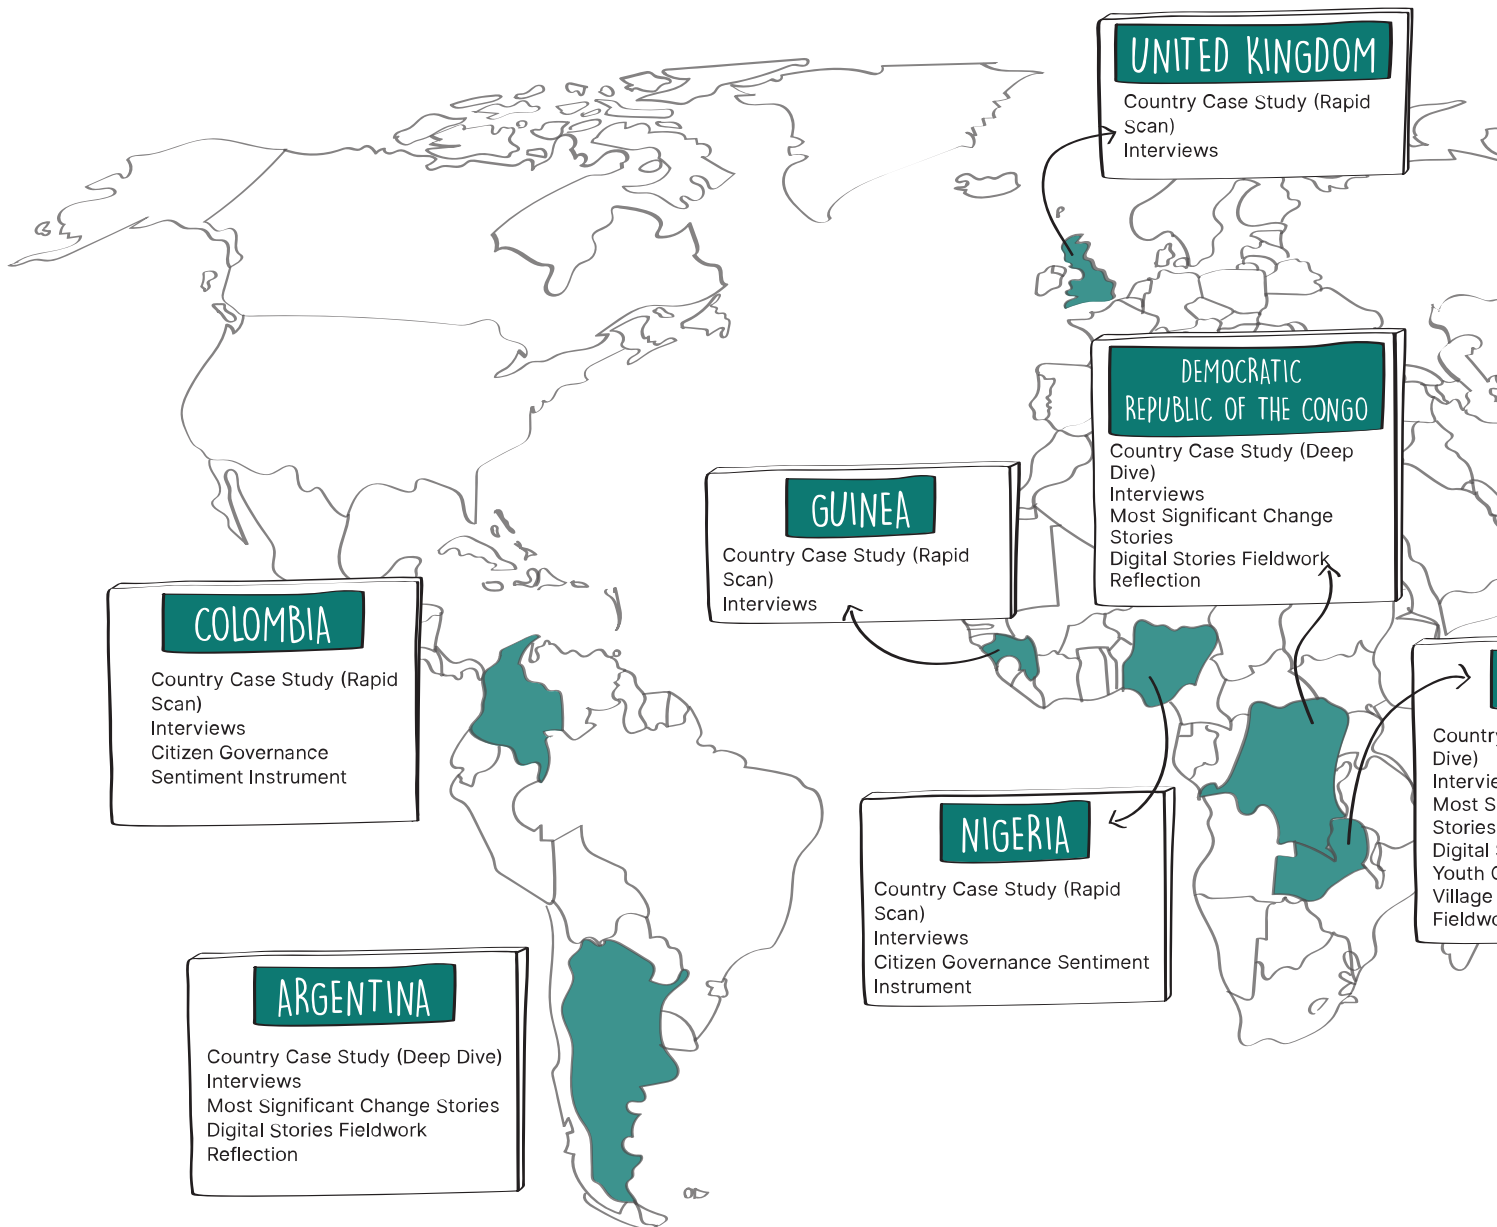 UNITED KINGDOM
Country Case Study (Rapid
Scan)
Interviews
DEMOCRATIC
REPUBLIC OF THE CONGO
Country Case Study (Deep
Dive)
Interviews
Most Significant Change
Stories
Digital Stories Fieldwork
Reflection
GUINEA
Country Case Study (Rapid
Scan)
Interviews
COLOMBIA
Country Case Study (Rapid
Scan)
Interviews
Citizen Governance
Sentiment Instrument
NIGERIA
Country Case Study (Rapid
Scan)
Interviews
Citizen Governance Sentiment
Instrument
ARGENTINA
Country Case Study (Deep Dive)
Interviews
Most Significant Change Stories
Digital Stories Fieldwork
Reflection
Dive)
Most
Stories
Digital
Youth
Village